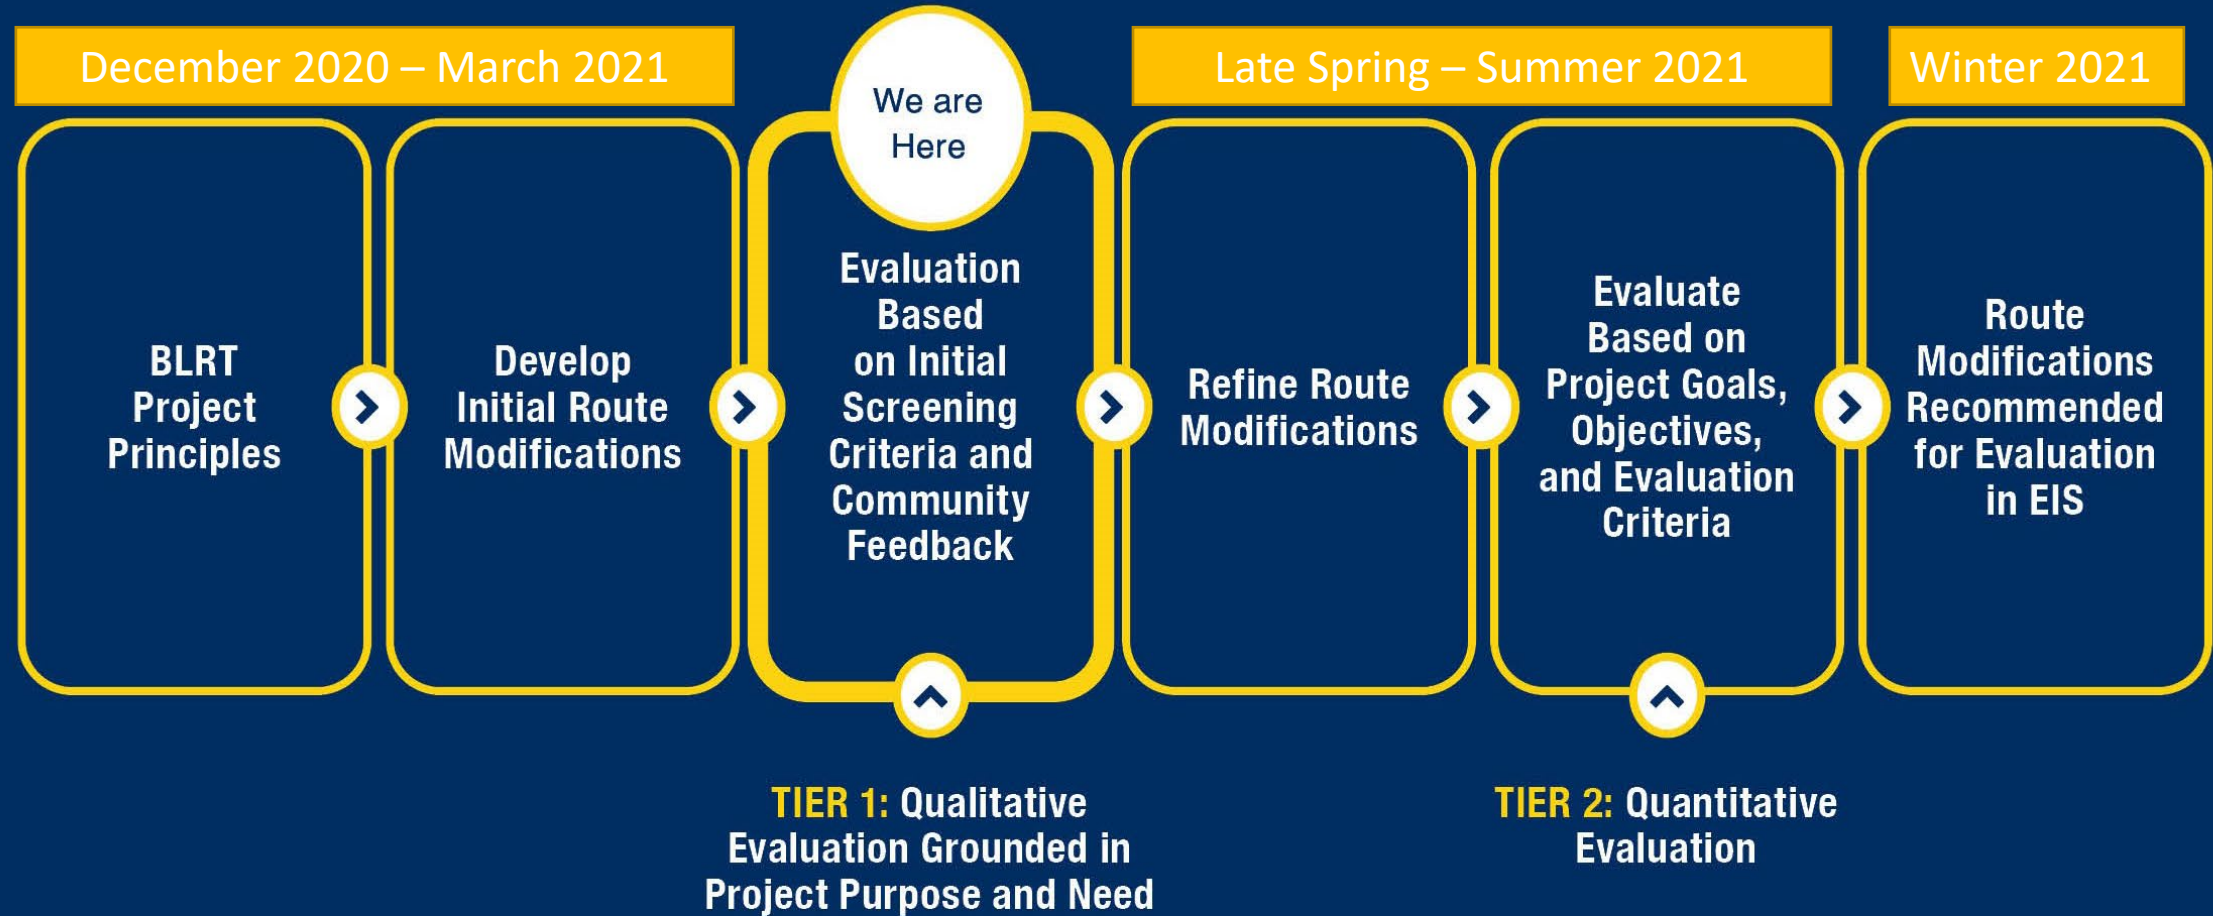 December 2020 – March 2021
We are
Here
Late Spring – Summer 2021
Winter 2021
BLRT
Project
Principles
Develop
Initial Route
Modifications
Evaluation
Based
on Initial
Screening
Criteria and
Community
Feedback
Refine Route
Modifications
Evaluate
Based on
Project Goals,
Objectives,
and Evaluation
Criteria
Route
Modifications
Recommended
for Evaluation
in EIS
TIER 1: Qualitative
Evaluation Grounded in
Project Purpose and Need
TIER 2: Quantitative
Evaluation